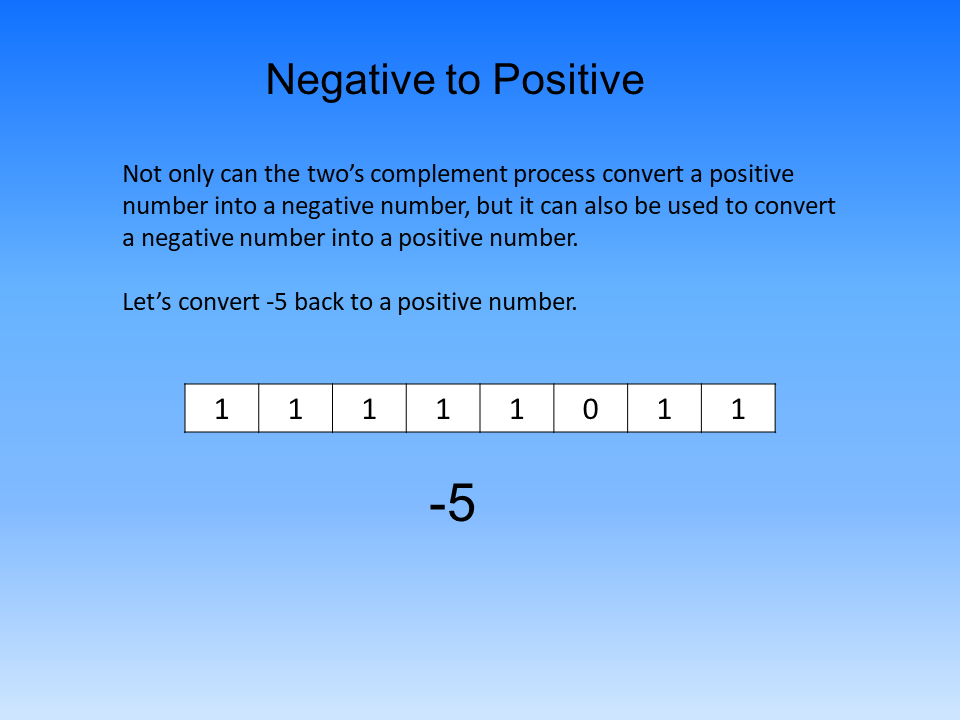 Negative to Positive
Not only can the two’s complement process convert a positive
number into a negative number, but it can also be used to convert
a negative number into a positive number.
Let’s convert -5 back to a positive number.
1 1 1 1 1 0 1 1
-5